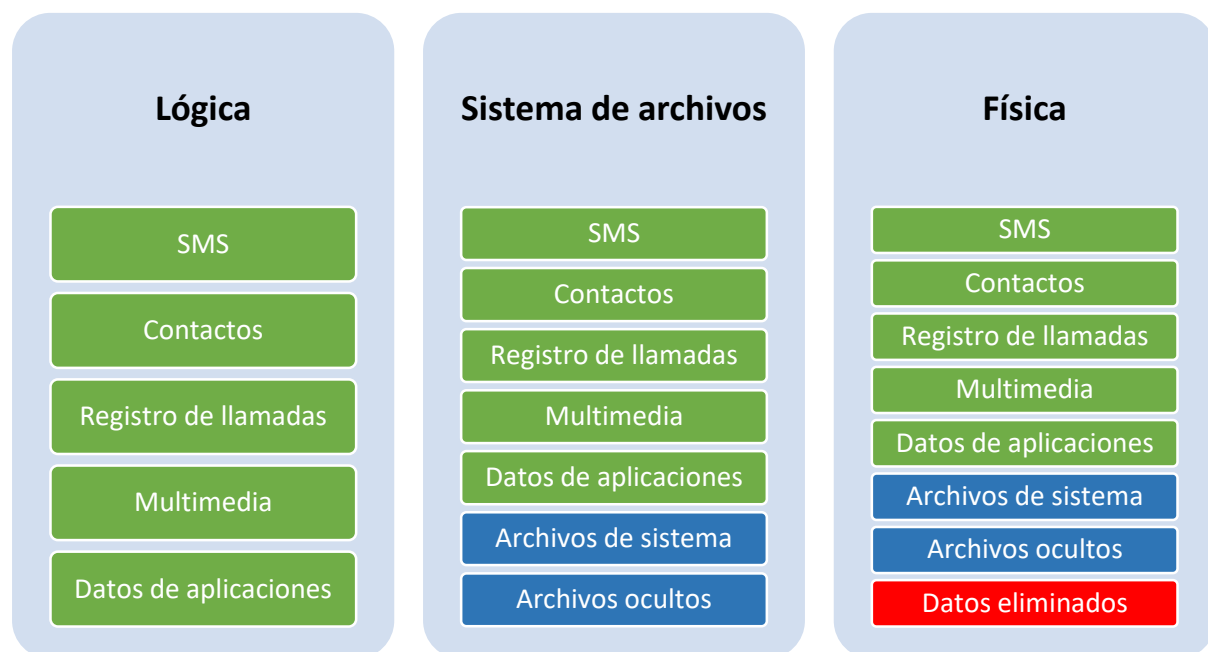 Lógica
SMS
Contactos
Registro de llamadas
Multimedia
Datos de aplicaciones
Sistema de archivos
SMS
Contactos
Registro de llamadas
Multimedia
Datos de aplicaciones
Archivos de sistema
Archivos ocultos
Física
SMS
Contactos
Registro de llamadas
Multimedia
Datos de aplicaciones
Archivos de sistema
Archivos ocultos
Datos eliminados